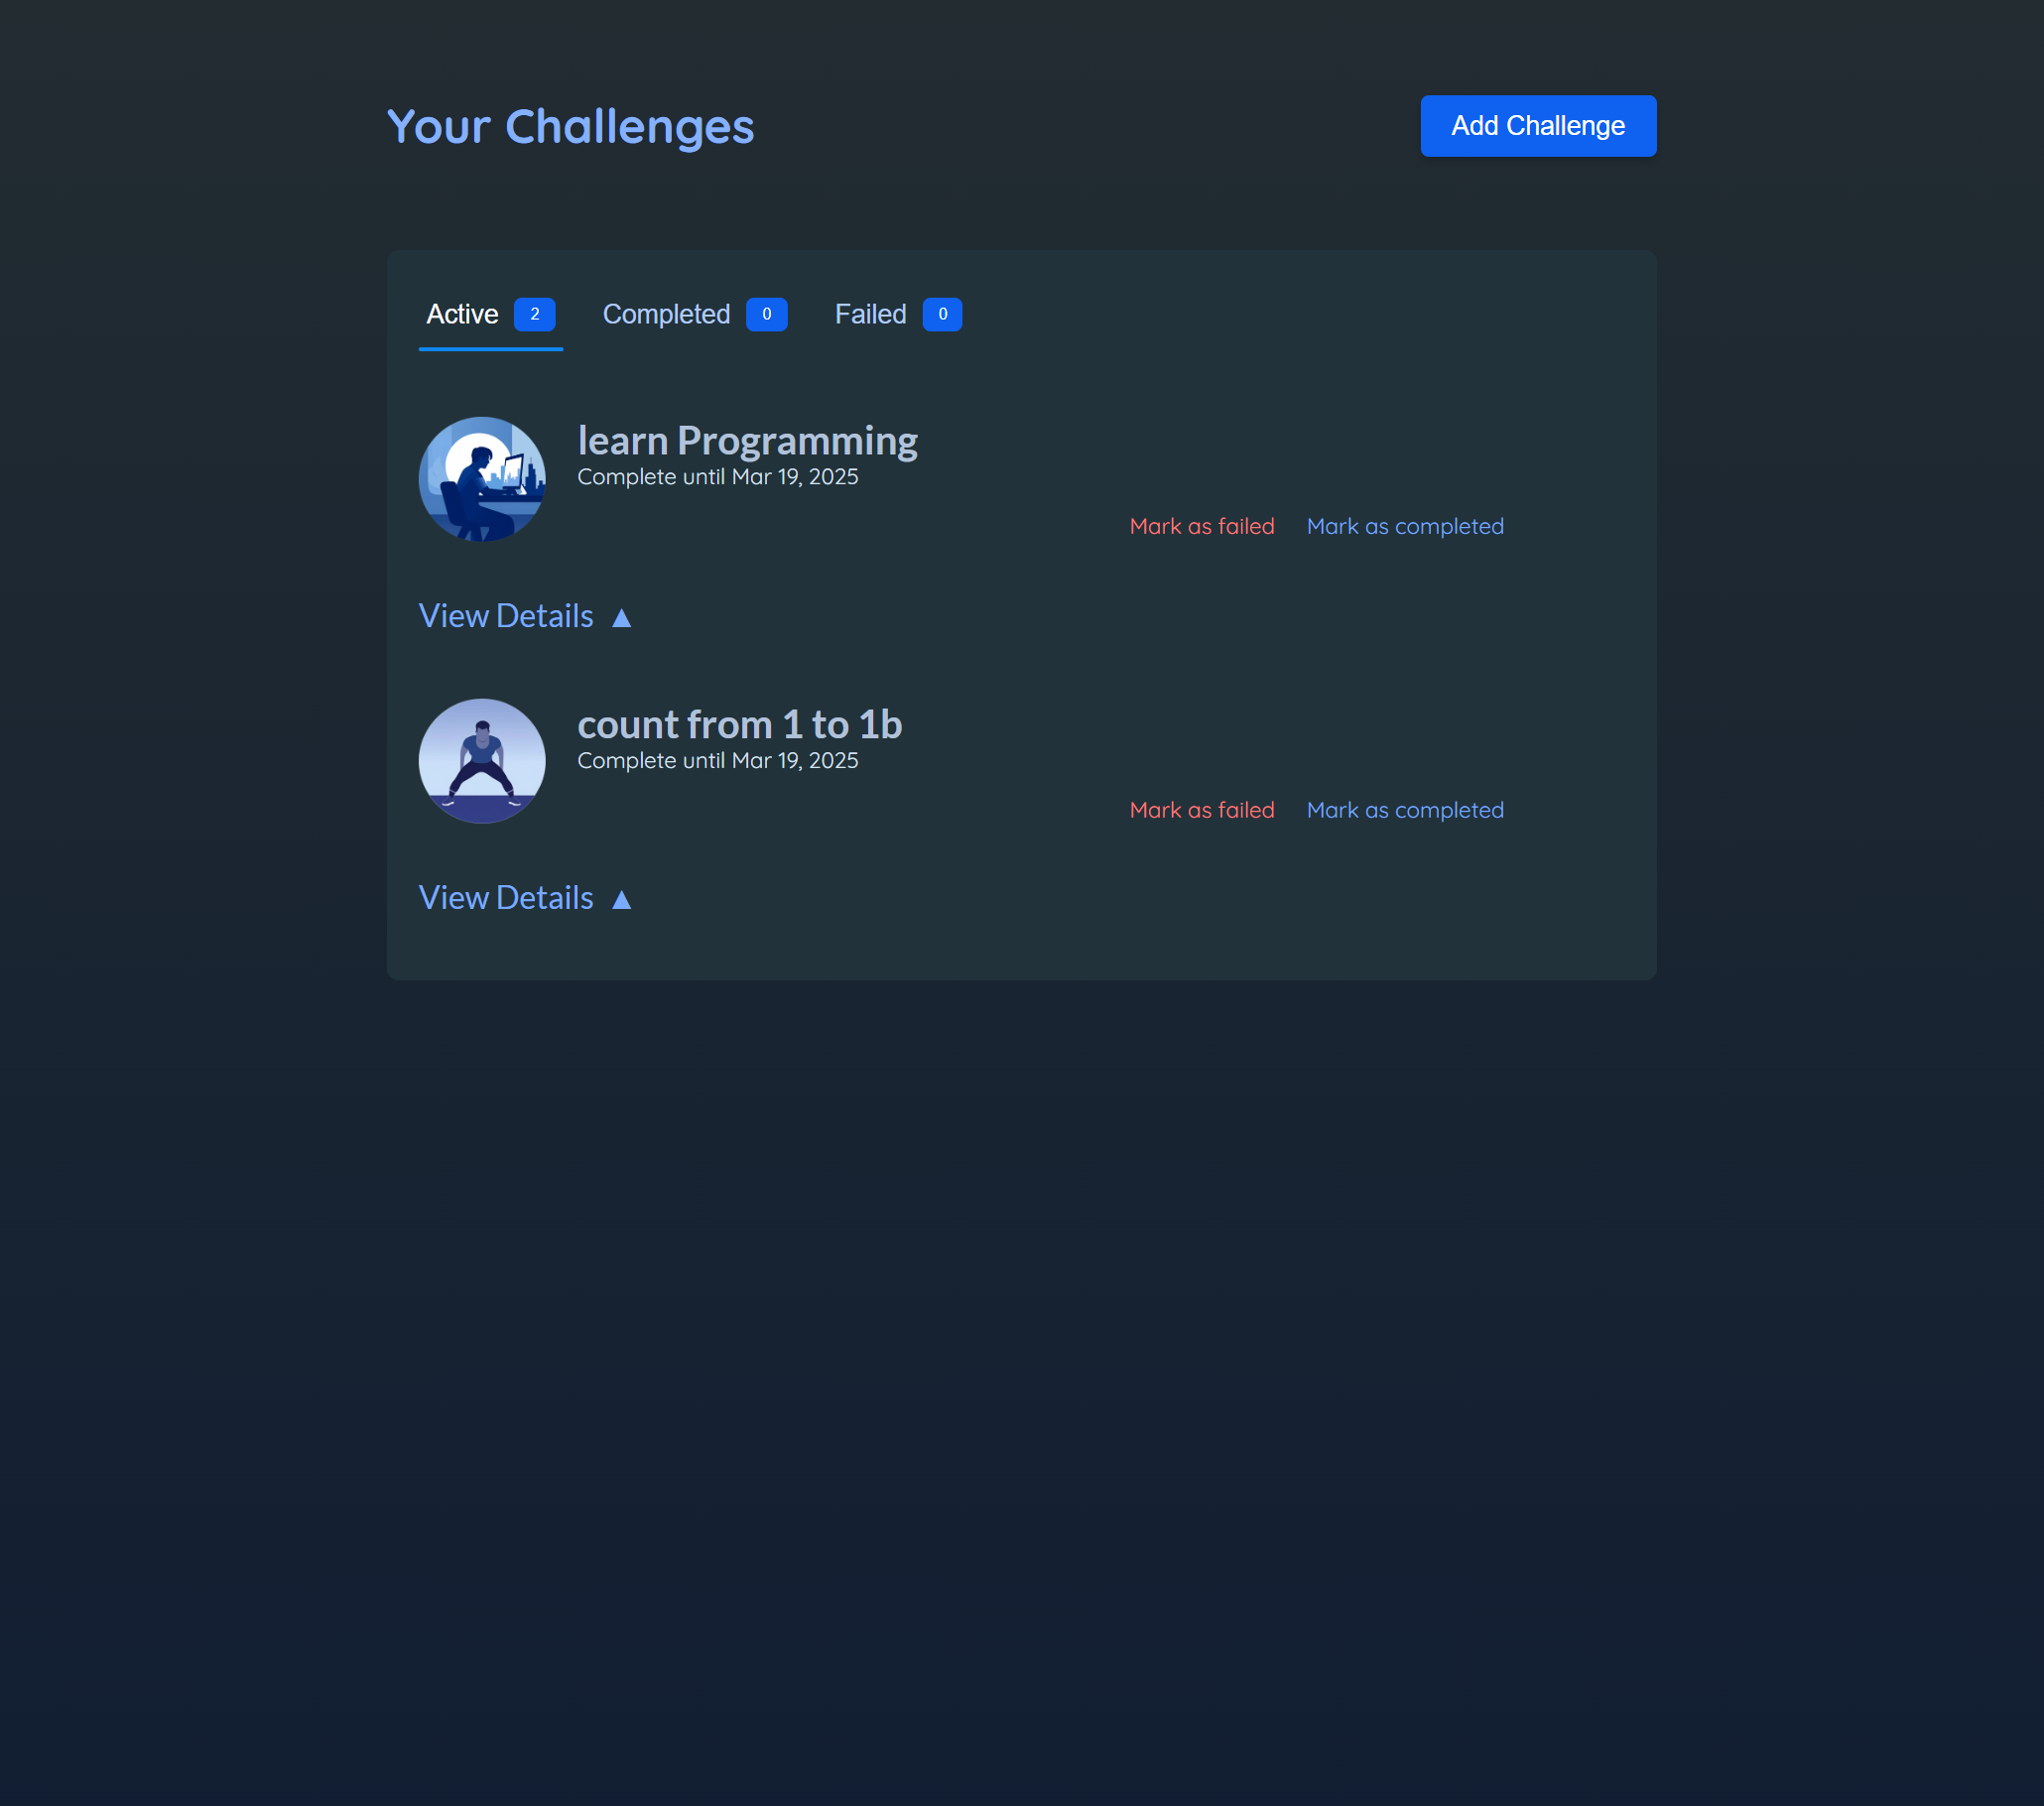 Your Challenges
Add Challenge
Active 2 Completed 0 Failed 0
learn Programming
Complete until Mar 19, 2025
Mark as failed Mark as completed
View Details ▲
count from 1 to 1b
Complete until Mar 19, 2025
Mark as failed Mark as completed
View Details ▲